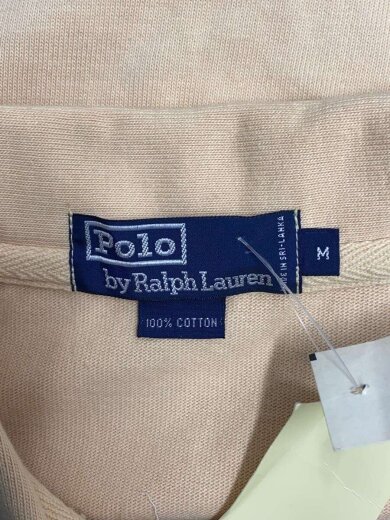 Polo
by Ralph Lauren
MADE IN SRI-LANKA
M
100% COTTON